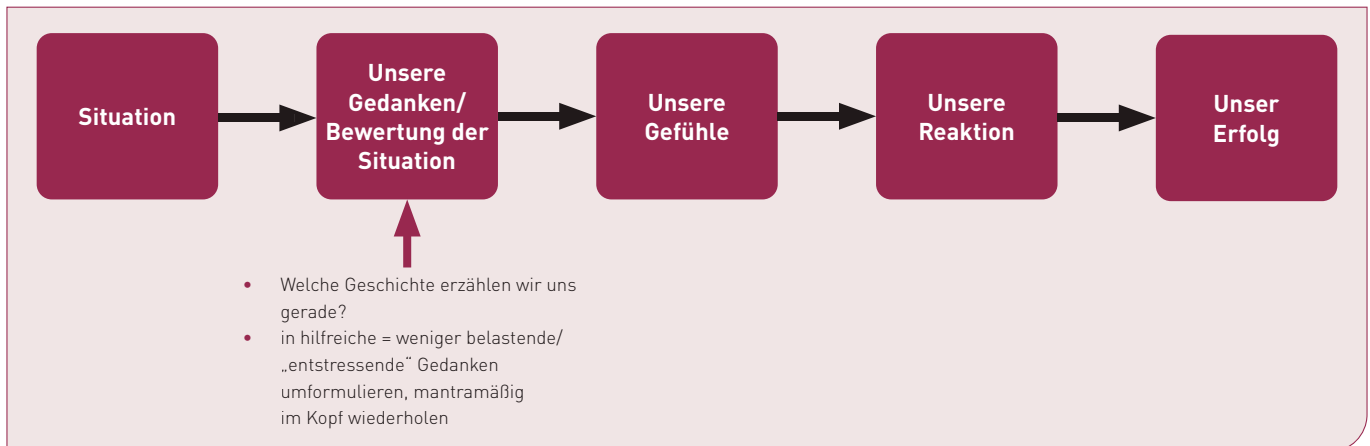 Situation
Unsere
Gedanken/
Bewertung der
Situation
Unsere
Gefühle
Unsere
Reaktion
Unser
Erfolg
• Welche Geschichte erzählen wir uns
gerade?
• in hilfreiche = weniger belastende/
„entstressende“ Gedanken
umformulieren, mantramäßig
im Kopf wiederholen